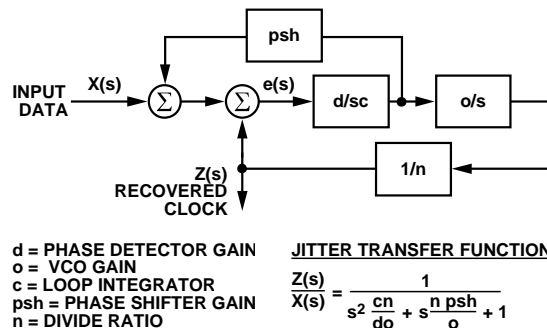 psh
X(s)
INPUT
DATA
Σ
Σ
e(s)
d/sc
o/s
1/n
Z(s)
RECOVERED
CLOCK
d = PHASE DETECTOR GAIN
o = VCO GAIN
c = LOOP INTEGRATOR
psh = PHASE SHIFTER GAIN
n = DIVIDE RATIO
JITTER TRANSFER FUNCTION
Z(s)/X(s) = 1/(s² cn/do + s n psh/o + 1)